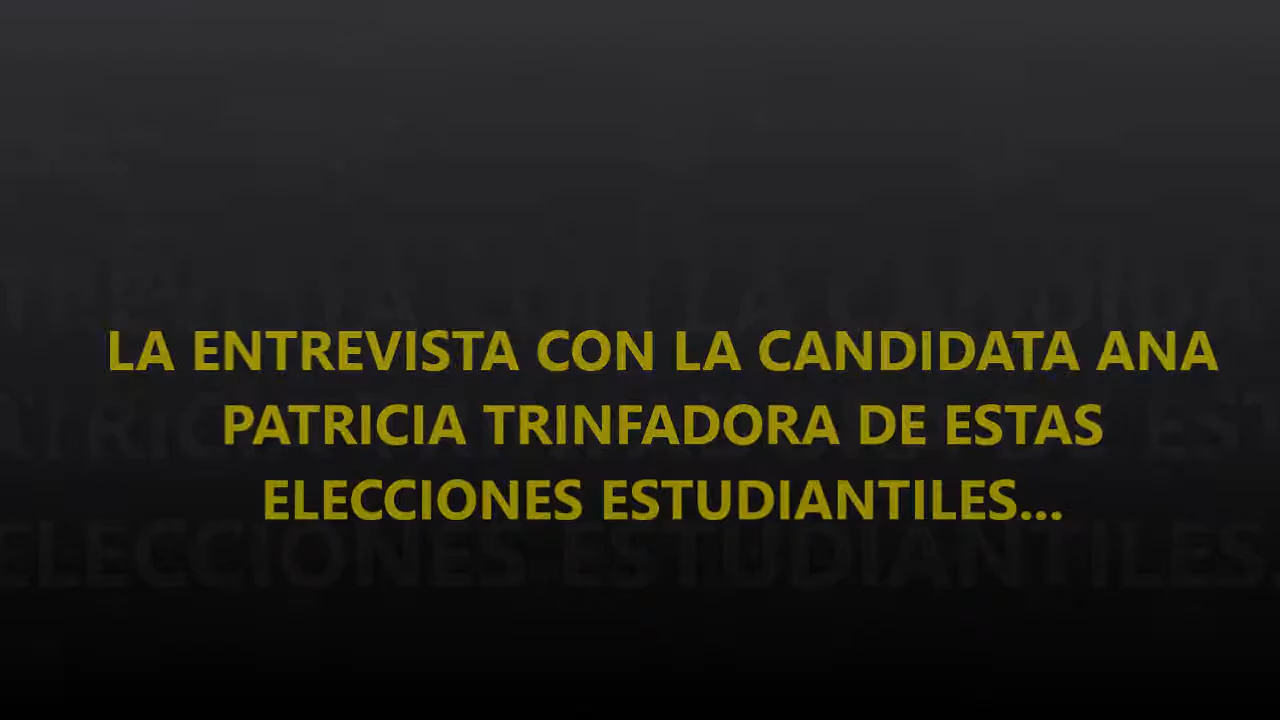 LA ENTREVISTA CON LA CANDIDATA ANA
PATRICIA TRINFADORA DE ESTAS
ELECCIONES ESTUDIANTILES...